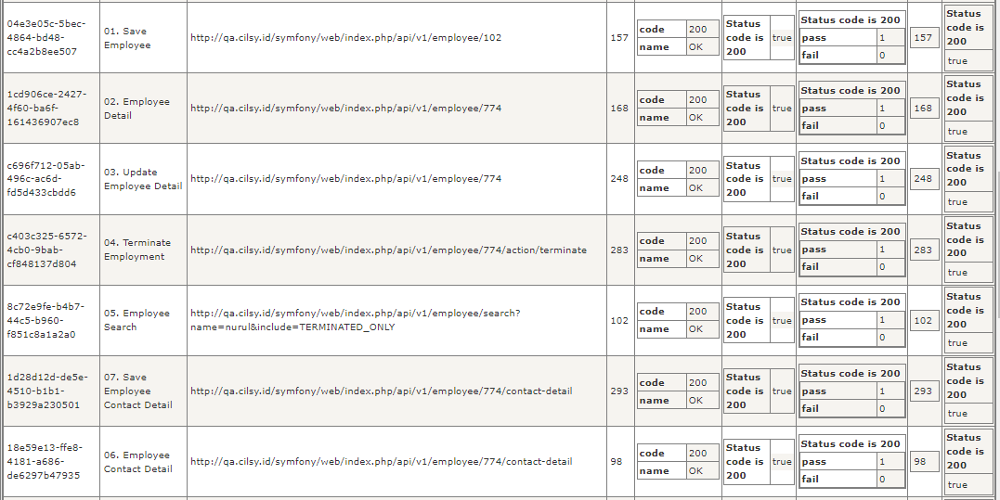 04e3e05c-5bec-
4864-bd48-
cc4a2b8ee507
01. Save
Employee
http://qa.cilsy.id/symfony/web/index.php/api/v1/employee/102
157
code 200
name OK
Status
code is
200
true
Status code is 200
pass 1
fail 0
157
Status
code is
200
true
1cd906ce-2427-
4f60-ba6f-
161436907ec8
02. Employee
Detail
http://qa.cilsy.id/symfony/web/index.php/api/v1/employee/774
168
code 200
name OK
Status
code is
200
true
Status code is 200
pass 1
fail 0
168
Status
code is
200
true
c696f712-05ab-
496c-ac6d-
fd5d433cbdd6
03. Update
Employee Detail
http://qa.cilsy.id/symfony/web/index.php/api/v1/employee/774
248
code 200
name OK
Status
code is
200
true
Status code is 200
pass 1
fail 0
248
Status
code is
200
true
c403c325-6572-
4cb0-9bab-
cf848137d804
04. Terminate
Employment
http://qa.cilsy.id/symfony/web/index.php/api/v1/employee/774/action/terminate
283
code 200
name OK
Status
code is
200
true
Status code is 200
pass 1
fail 0
283
Status
code is
200
true
8c72e9fe-b4b7-
44c5-b960-
f851c8a1a2a0
05. Employee
Search
http://qa.cilsy.id/symfony/web/index.php/api/v1/employee/search?
name=nurul&include=TERMINATED_ONLY
102
code 200
name OK
Status
code is
200
true
Status code is 200
pass 1
fail 0
102
Status
code is
200
true
1d28d12d-de5e-
4510-b1b1-
b3929a230501
07. Save
Employee
Contact Detail
http://qa.cilsy.id/symfony/web/index.php/api/v1/employee/774/contact-detail
293
code 200
name OK
Status
code is
200
true
Status code is 200
pass 1
fail 0
293
Status
code is
200
true
18e59e13-ffe8-
4181-a686-
de6297b47935
06. Employee
Contact Detail
http://qa.cilsy.id/symfony/web/index.php/api/v1/employee/774/contact-detail
98
code 200
name OK
Status
code is
200
true
Status code is 200
pass 1
fail 0
98
Status
code is
200
true